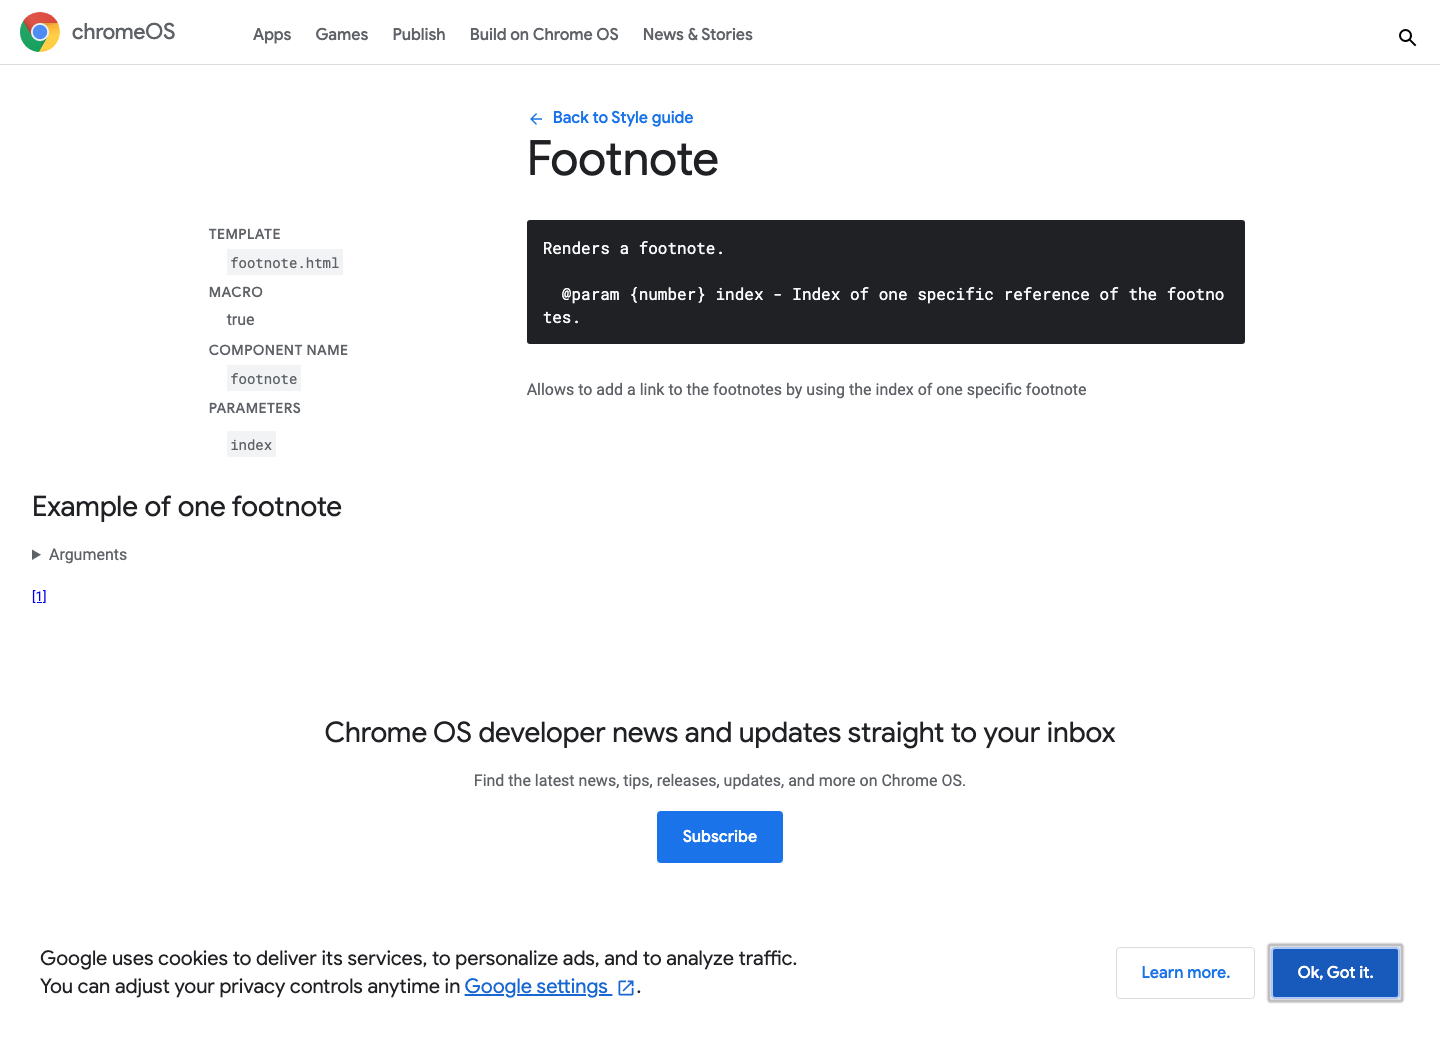 chromeOS
Apps
Games
Publish
Build on Chrome OS
News & Stories
Back to Style guide
Footnote
TEMPLATE
footnote.html
MACRO
true
COMPONENT NAME
footnote
PARAMETERS
index
Renders a footnote.
@param {number} index - Index of one specific reference of the footno
tes.
Allows to add a link to the footnotes by using the index of one specific footnote
Example of one footnote
Arguments
[1]
Chrome OS developer news and updates straight to your inbox
Find the latest news, tips, releases, updates, and more on Chrome OS.
Subscribe
Google uses cookies to deliver its services, to personalize ads, and to analyze traffic.
You can adjust your privacy controls anytime in Google settings .
Learn more.
Ok, Got it.